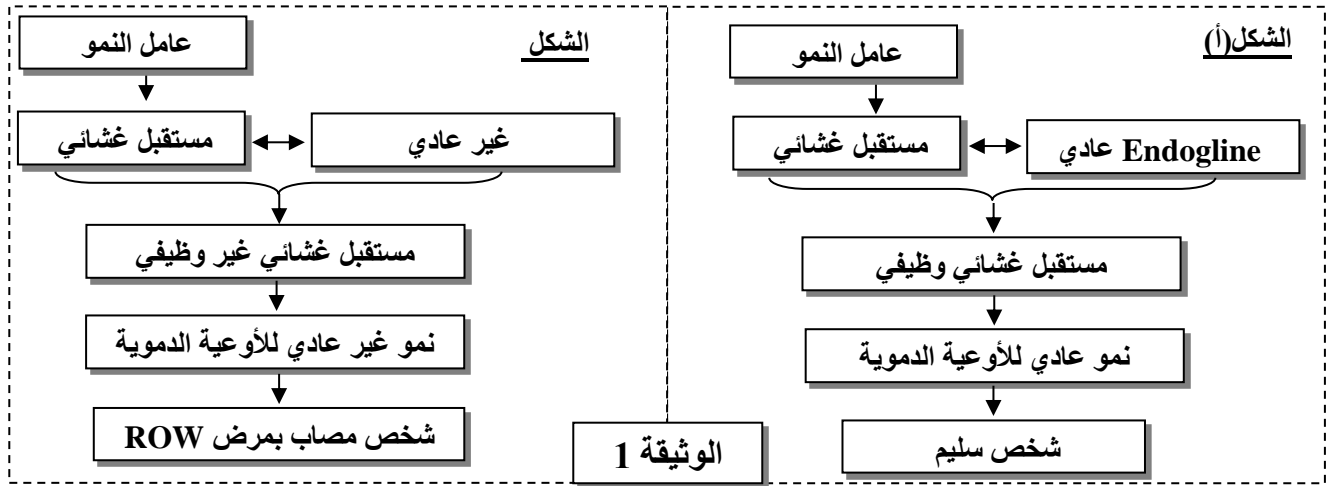 الشكل(أ)
عامل النمو
مستقبل غشائي
Endogline عادي
مستقبل غشائي وظيفي
نمو عادي للأوعية الدموية
شخص سليم
الشكل
عامل النمو
مستقبل غشائي
غير عادي
مستقبل غشائي غير وظيفي
نمو غير عادي للأوعية الدموية
شخص مصاب بمرض ROW
الوثيقة 1